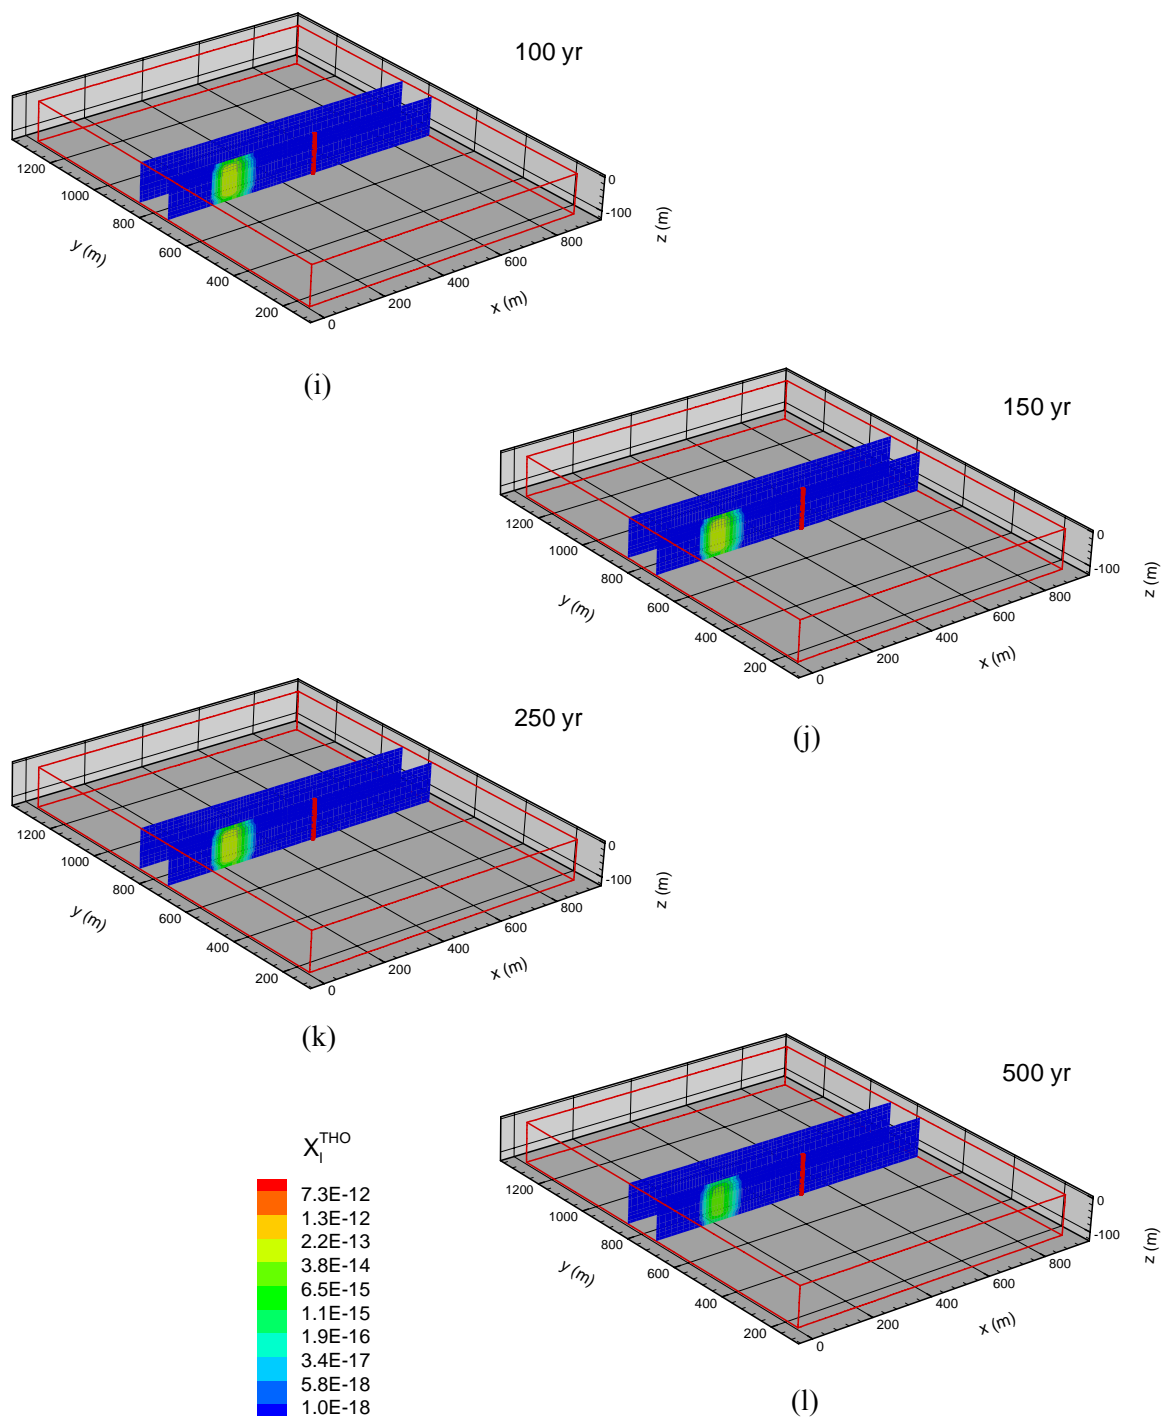 100 yr
0
-100
z (m)
1200
1000
800
600
400
200
y (m)
0
200
400
600
800
x (m)
(i)
150 yr
0
-100
z (m)
1200
1000
800
600
400
200
y (m)
0
200
400
600
800
x (m)
(j)
250 yr
0
-100
z (m)
1200
1000
800
600
400
200
y (m)
0
200
400
600
800
x (m)
(k)
500 yr
0
-100
z (m)
1200
1000
800
600
400
200
y (m)
0
200
400
600
800
x (m)
(l)
X_l^THO
7.3E-12
1.3E-12
2.2E-13
3.8E-14
6.5E-15
1.1E-15
1.9E-16
3.4E-17
5.8E-18
1.0E-18